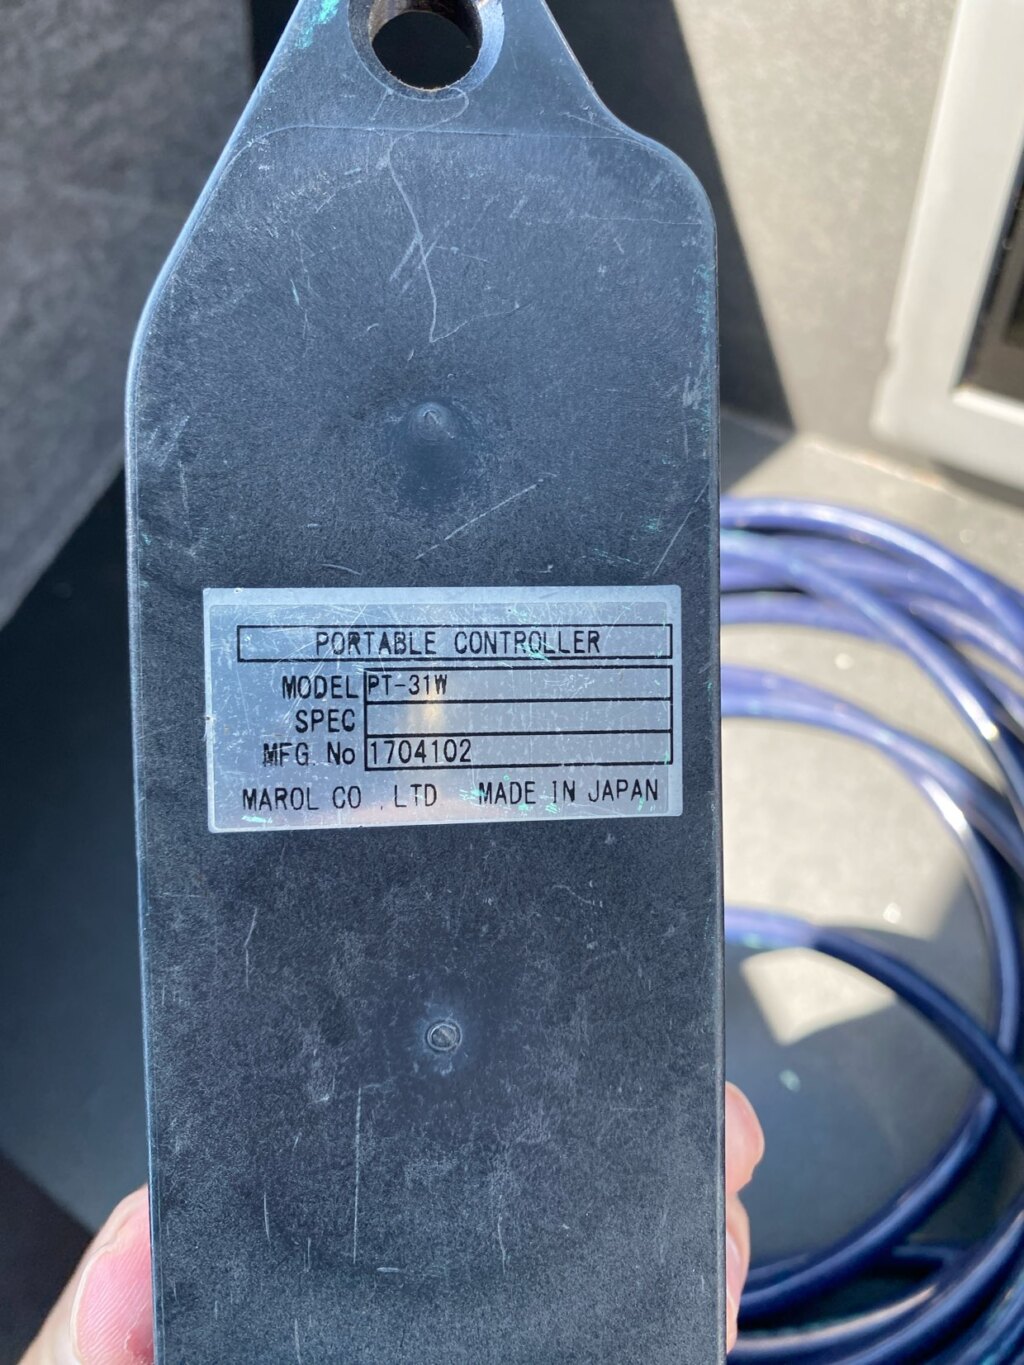 PORTABLE CONTROLLER
MODEL PT-31W
SPEC
MFG. No 1704102
MAROL CO., LTD MADE IN JAPAN